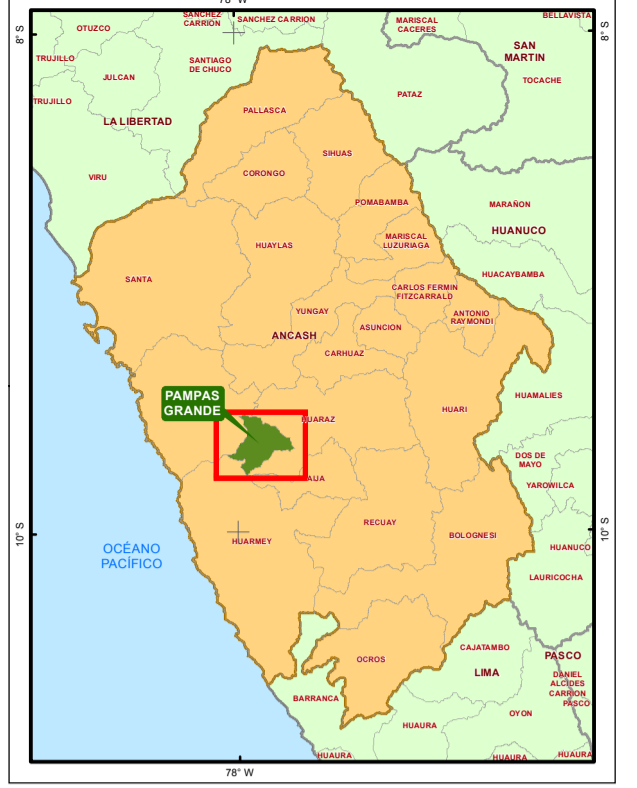 78° W
BELLAVISTA
SANCHEZ
CARRIÓN
SANCHEZ CARRION
MARISCAL
CACERES
OTUZCO
8° S
8° S
SAN
MARTIN
TRUJILLO
SANTIAGO
DE CHUCO
JULCAN
TOCACHE
PATAZ
TRUJILLO
PALLASCA
LA LIBERTAD
SIHUAS
CORONGO
VIRU
POMABAMBA
MARAÑON
HUANUCO
MARISCAL
LUZURIAGA
HUAYLAS
HUACAYBAMBA
SANTA
CARLOS FERMIN
FITZCARRALD
YUNGAY
ANTONIO
RAYMONDI
ASUNCION
ANCASH
CARHUAZ
PAMPAS
GRANDE
HUARAZ
HUARI
HUAMALIES
DOS DE
MAYO
AIJA
YAROWILCA
RECUAY
10° S
10° S
HUARMEY
BOLOGNESI
OCÉANO
PACÍFICO
HUANUCO
LAURICOCHA
OCROS
CAJATAMBO
PASCO
LIMA
DANIEL
ALCIDES
CARRION
PASCO
BARRANCA
OYON
HUAURA
HUAURA
HUAURA
HUAURA
78° W